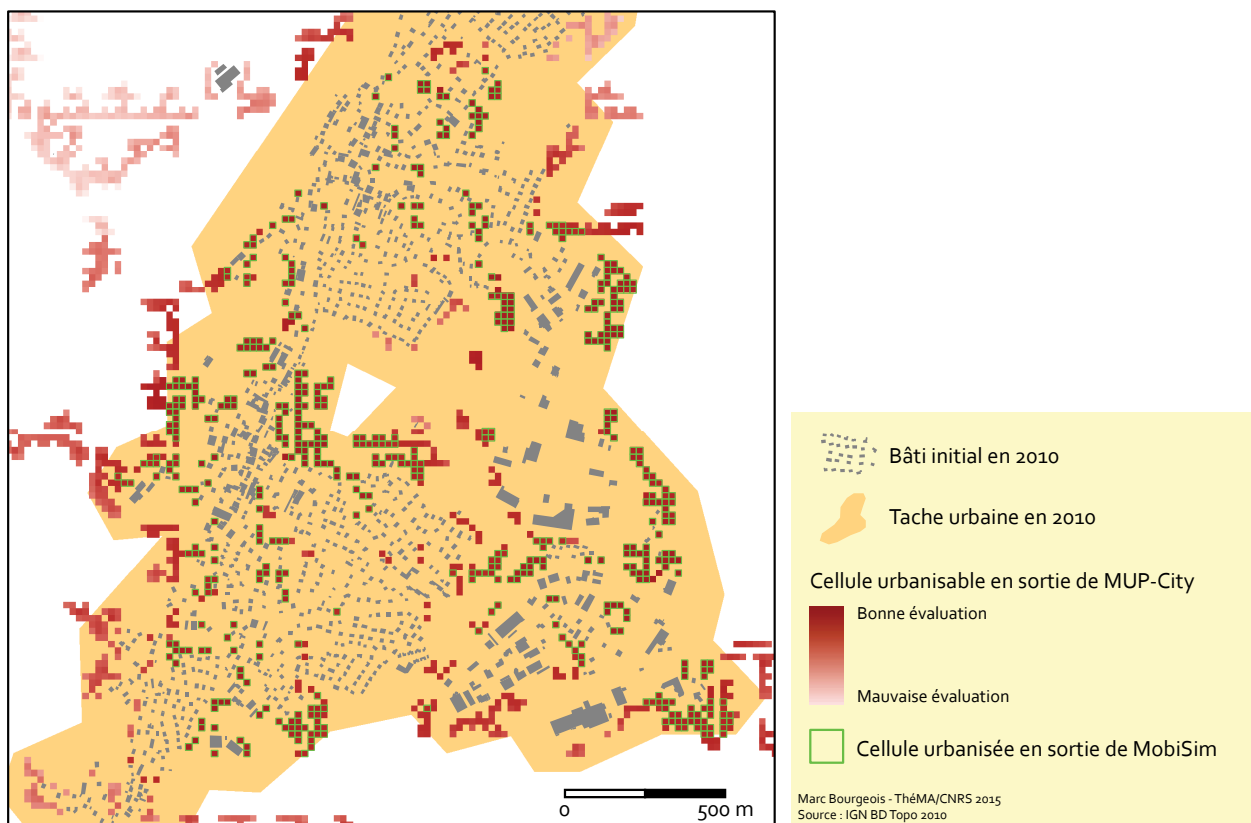 0 500 m
Bâti initial en 2010
Tache urbaine en 2010
Cellule urbanisable en sortie de MUP-City
Bonne évaluation
Mauvaise évaluation
Cellule urbanisée en sortie de MobiSim
Marc Bourgeois - ThéMA/CNRS 2015
Source : IGN BD Topo 2010